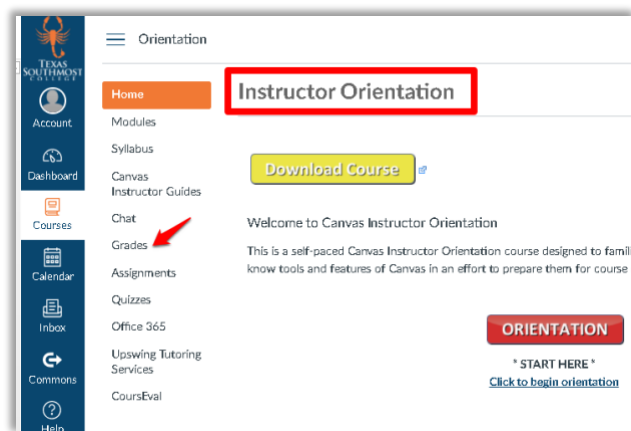 TEXAS
SOUTHMOST
COLLEGE
Account
Dashboard
Courses
Calendar
Inbox
Commons
Help
Orientation
Home
Modules
Syllabus
Canvas
Instructor Guides
Chat
Grades
Assignments
Quizzes
Office 365
Upswing Tutoring
Services
CoursEval
Instructor Orientation
Download Course
Welcome to Canvas Instructor Orientation
This is a self-paced Canvas Instructor Orientation course designed to famil
know tools and features of Canvas in an effort to prepare them for course
ORIENTATION
* START HERE *
Click to begin orientation